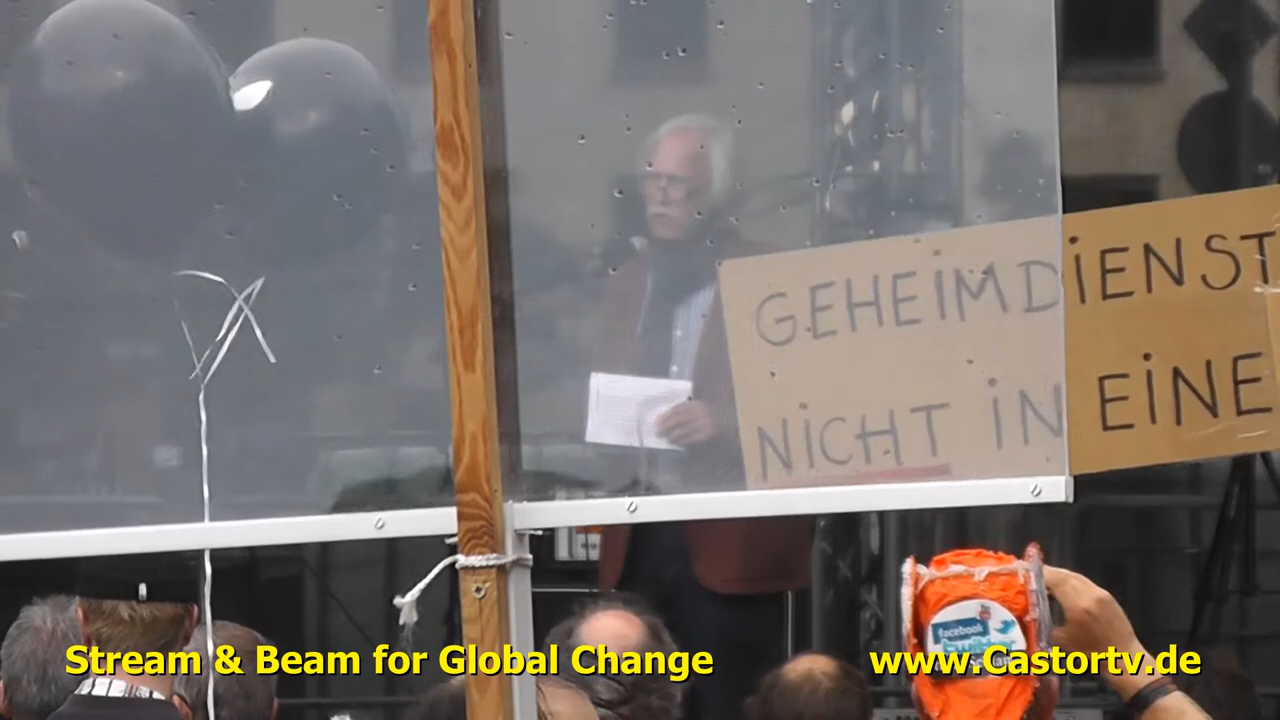 GEHEIMDIENST
NICHT IN EINE
facebook
Stream & Beam for Global Change
www.Castortv.de